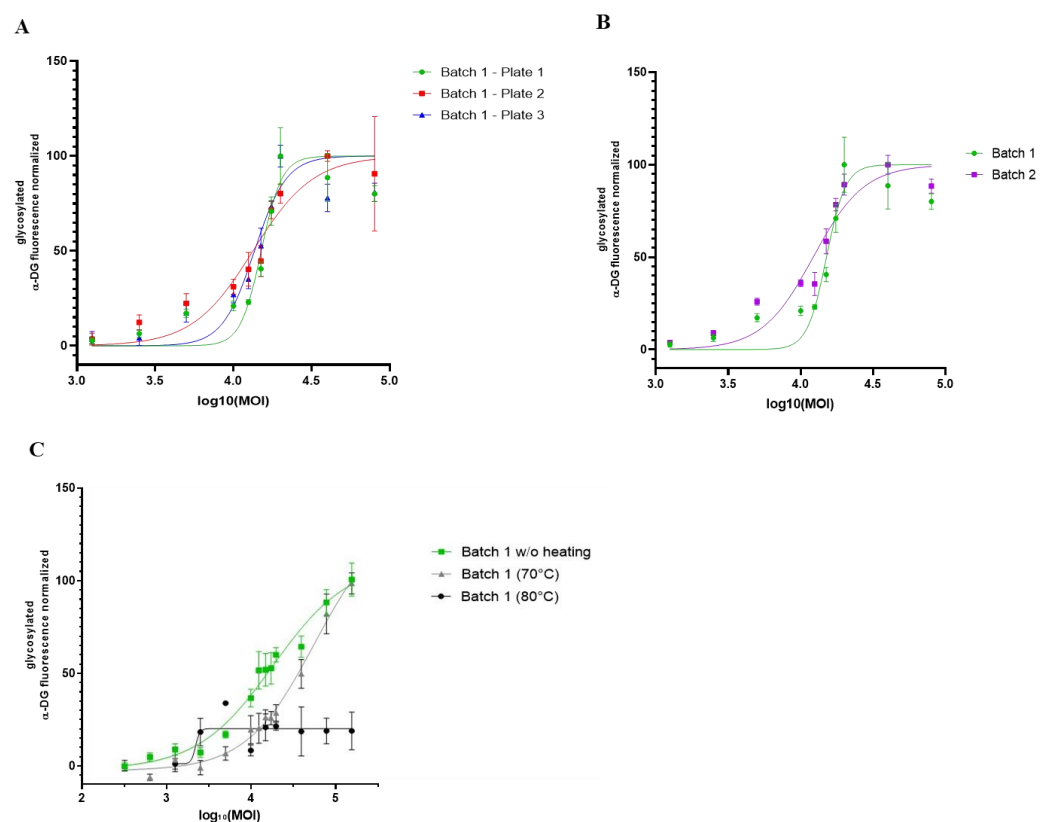 A
150
100
50
0
3.0
3.5
4.0
4.5
5.0
glycosylated
α-DG fluorescence normalized
log10(MOI)
Batch 1 - Plate 1
Batch 1 - Plate 2
Batch 1 - Plate 3
B
150
100
50
0
3.0
3.5
4.0
4.5
5.0
glycosylated
α-DG fluorescence normalized
log10(MOI)
Batch 1
Batch 2
C
150
100
50
0
2
3
4
5
glycosylated
α-DG fluorescence normalized
log₁₀(MOI)
Batch 1 w/o heating
Batch 1 (70°C)
Batch 1 (80°C)